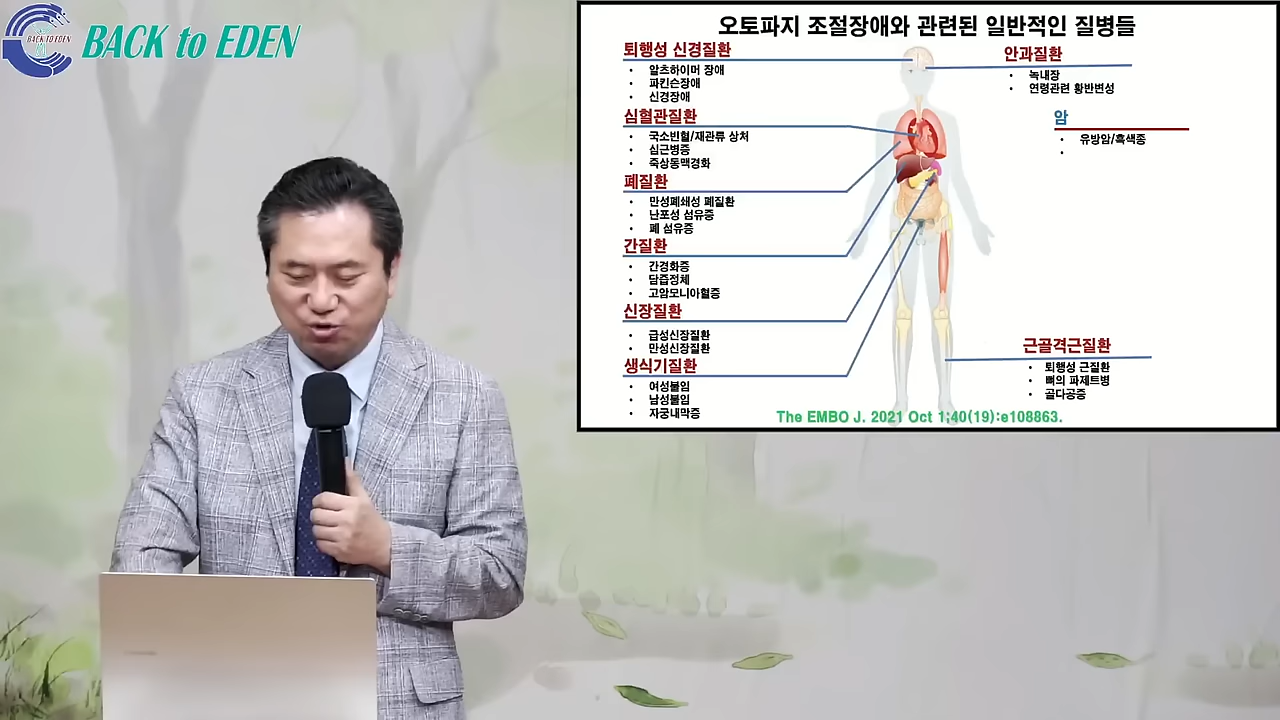 BACK to EDEN
BACK to EDEN
오토파지 조절장애와 관련된 일반적인 질병들
퇴행성 신경질환
• 알츠하이머 장애
• 파킨슨장애
• 신경장애
심혈관질환
• 국소빈혈/재관류 상처
• 심근병증
• 죽상동맥경화
폐질환
• 만성폐쇄성 폐질환
• 난포성 섬유증
• 폐 섬유증
간질환
• 간경화증
• 담즙정체
• 고암모니아혈증
신장질환
• 급성신장질환
• 만성신장질환
생식기질환
• 여성불임
• 남성불임
• 자궁내막증
안과질환
• 녹내장
• 연령관련 황반변성
암
• 유방암/흑색종
•
근골격근질환
• 퇴행성 근질환
• 뼈의 파제트병
• 골다공증
The EMBO J. 2021 Oct 1;40(19):e108863.